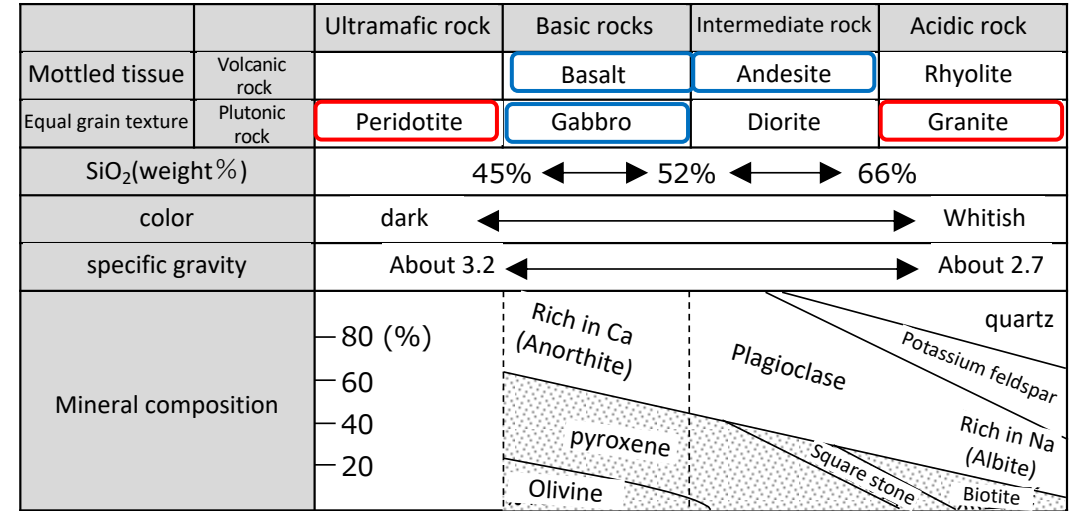 Ultramafic rock Basic rocks Intermediate rock Acidic rock
Mottled tissue Volcanic rock Basalt Andesite Rhyolite
Equal grain texture Plutonic rock Peridotite Gabbro Diorite Granite
SiO₂(weight%) 45% 52% 66%
color dark Whitish
specific gravity About 3.2 About 2.7
Mineral composition
80 (%)
60
40
20
Rich in Ca
(Anorthite)
Plagioclase
quartz
Potassium feldspar
Rich in Na
(Albite)
pyroxene
Square stone
Olivine
Biotite